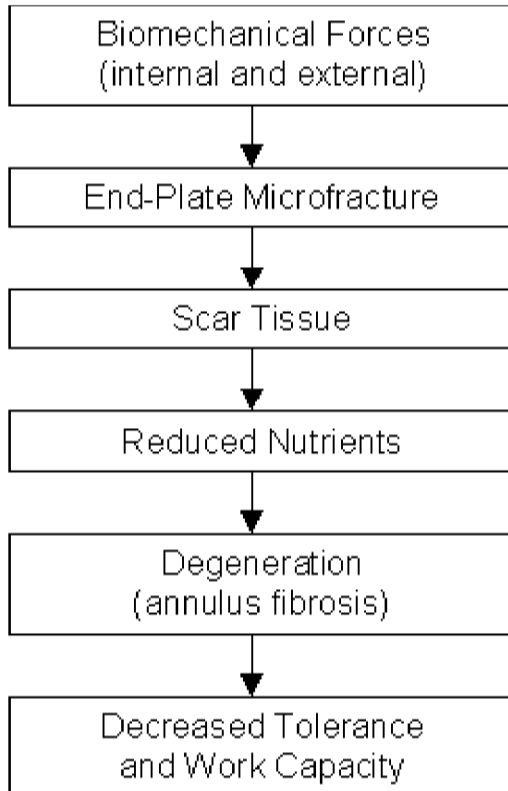 Biomechanical Forces
(internal and external)
End-Plate Microfracture
Scar Tissue
Reduced Nutrients
Degeneration
(annulus fibrosis)
Decreased Tolerance
and Work Capacity